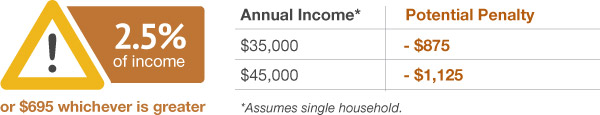 2.5%
of income
or $695 whichever is greater
Annual Income* Potential Penalty
$35,000 - $875
$45,000 - $1,125
*Assumes single household.